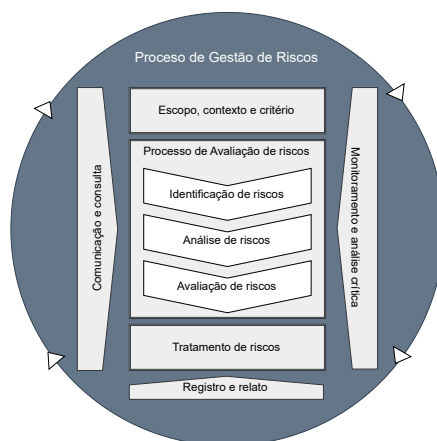 Proceso de Gestão de Riscos
Escopo, contexto e critério
Processo de Avaliação de riscos
Identificação de riscos
Análise de riscos
Avaliação de riscos
Tratamento de riscos
Registro e relato
Comunicação e consulta
Monitoramento e análise crítica